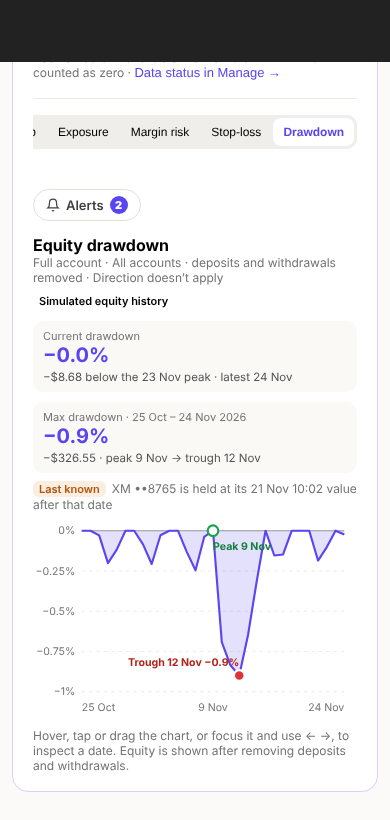 counted as zero · Data status in Manage →
Exposure Margin risk Stop-loss Drawdown
Alerts 2
Equity drawdown
Full account · All accounts · deposits and withdrawals
removed · Direction doesn't apply
Simulated equity history
Current drawdown
−0.0%
−$8.68 below the 23 Nov peak · latest 24 Nov
Max drawdown · 25 Oct – 24 Nov 2026
−0.9%
−$326.55 · peak 9 Nov → trough 12 Nov
Last known XM ••8765 is held at its 21 Nov 10:02 value
after that date
0%
Peak 9 Nov
−0.25%
−0.5%
−0.75%
Trough 12 Nov −0.9%
−1%
25 Oct 9 Nov 24 Nov
Hover, tap or drag the chart, or focus it and use ← →, to
inspect a date. Equity is shown after removing deposits
and withdrawals.